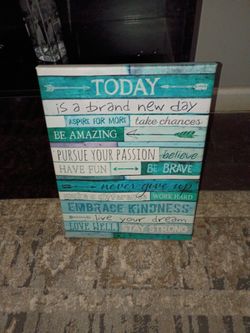 TODAY
is a brand new day
ASPIRE FOR MORE take chances
BE AMAZING
PURSUE YOUR PASSION believe
HAVE FUN BE BRAVE
never give up
WORK HARD
EMBRACE KINDNESS
live your dream
LOVE WELL STAY STRONG